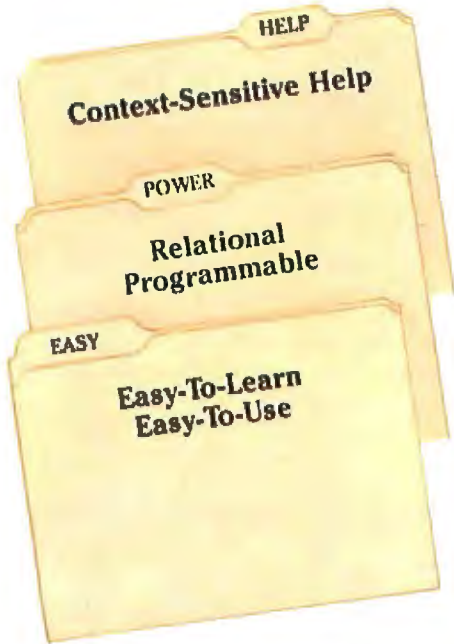 HELP
Context-Sensitive Help
POWER
Relational
Programmable
EASY
Easy-To-Learn
Easy-To-Use